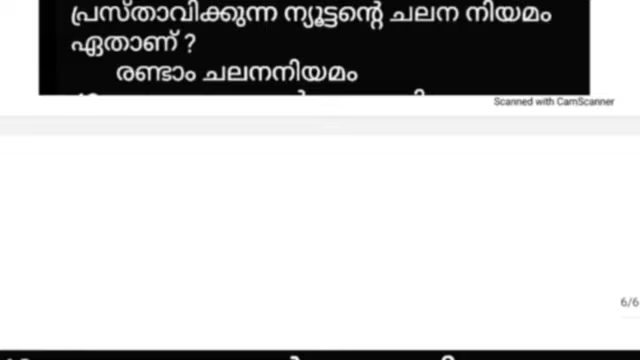 പ്രസ്താവിക്കുന്ന ന്യൂട്ടന്റെ ചലന നിയമം
ഏതാണ് ?
രണ്ടാം ചലനനിയമം
Scanned with CamScanner
6/6